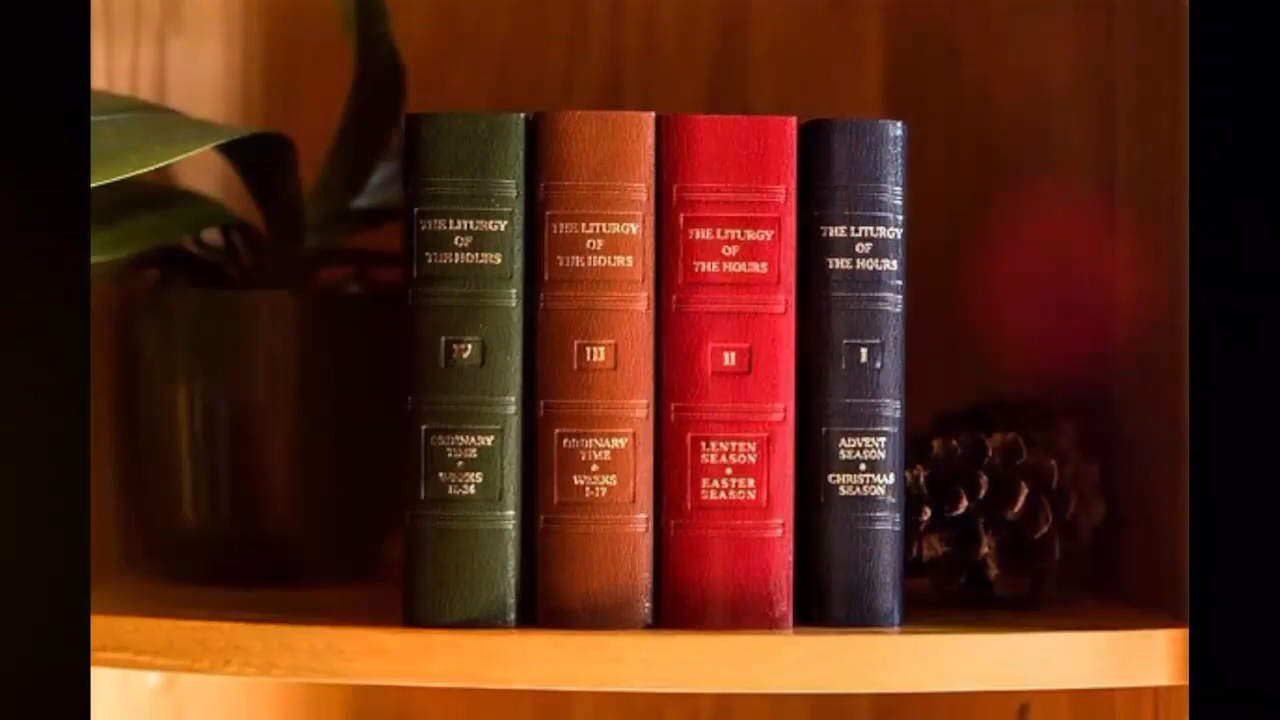 THE LITURGY
OF
THE HOURS
IV
ORDINARY
TIME
WEEKS
THE LITURGY
OF
THE HOURS
III
ORDINARY
TIME
WEEKS
1-17
THE LITURGY
OF
THE HOURS
II
LENTEN
SEASON
EASTER
SEASON
THE LITURGY
OF
THE HOURS
I
ADVENT
SEASON
CHRISTMAS
SEASON